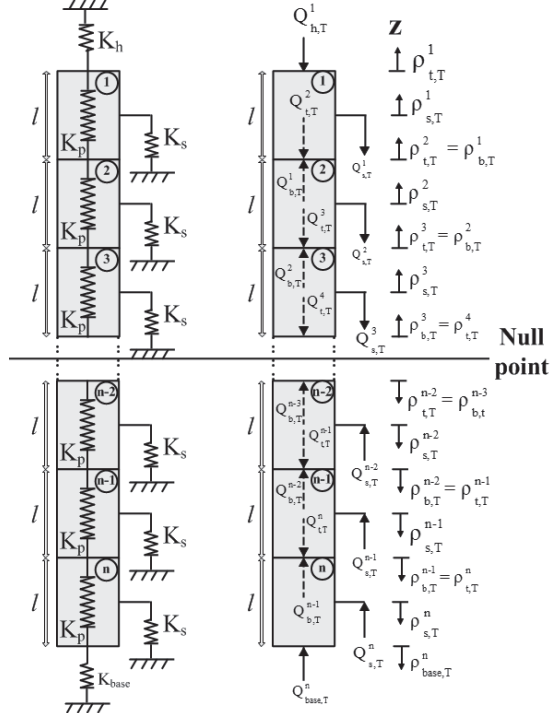 K_h
Q^1_{h,T}
z
ρ^1_{t,T}
1
1
l
K_p
K_s
l
Q^2_{t,T}
Q^1_{s,T}
ρ^1_{s,T}
ρ^2_{t,T} = ρ^1_{b,T}
2
2
l
K_p
K_s
l
Q^1_{b,T}
Q^3_{t,T}
Q^2_{s,T}
ρ^2_{s,T}
ρ^3_{t,T} = ρ^2_{b,T}
3
3
l
K_p
K_s
l
Q^2_{b,T}
Q^4_{t,T}
Q^3_{s,T}
ρ^3_{s,T}
ρ^3_{b,T} = ρ^4_{t,T}
Null
point
n-2
n-2
l
K_p
K_s
l
Q^{n-3}_{b,T}
Q^{n-1}_{t,T}
Q^{n-2}_{s,T}
ρ^{n-2}_{t,T} = ρ^{n-3}_{b,t}
ρ^{n-2}_{s,T}
ρ^{n-2}_{b,T} = ρ^{n-1}_{t,T}
n-1
n-1
l
K_p
K_s
l
Q^{n-2}_{b,T}
Q^n_{t,T}
Q^{n-1}_{s,T}
ρ^{n-1}_{s,T}
ρ^{n-1}_{b,T} = ρ^n_{t,T}
n
n
l
K_p
K_s
l
Q^{n-1}_{b,T}
Q^n_{s,T}
ρ^n_{s,T}
K_{base}
Q^n_{base,T}
ρ^n_{base,T}